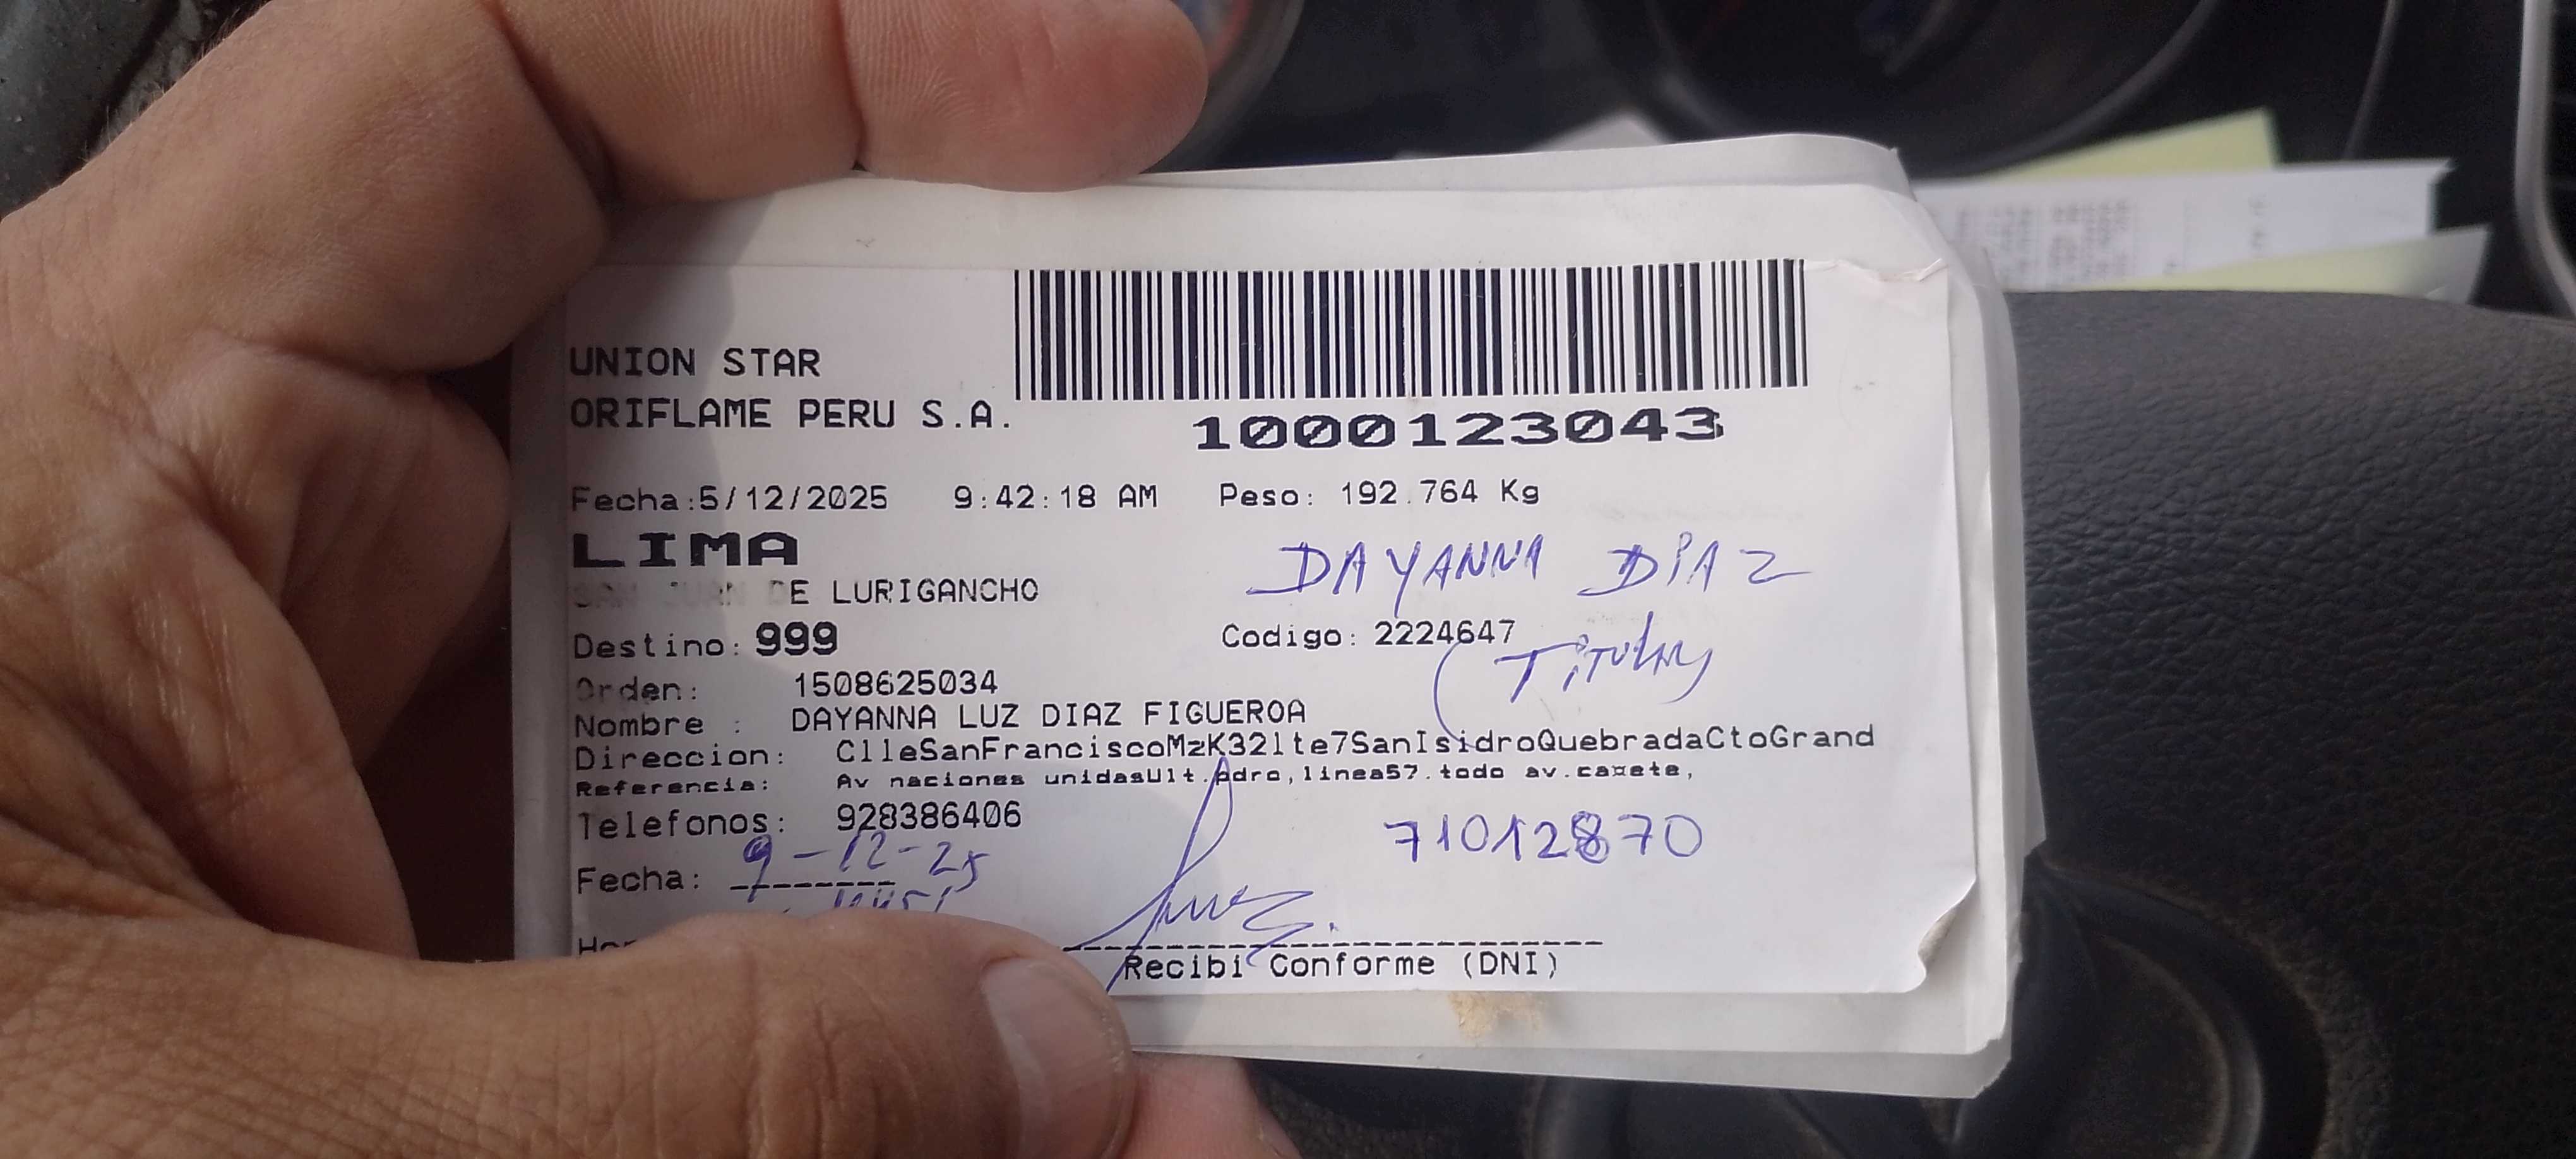 UNION STAR
ORIFLAME PERU S.A.
1000123043
Fecha:5/12/2025 9:42:18 AM Peso: 192.764 Kg
LIMA
DAYANNA DIAZ
SAN JUAN DE LURIGANCHO
Destino: 999 Codigo: 2224647
(Titular
Orden: 1508625034
Nombre : DAYANNA LUZ DIAZ FIGUEROA
Direccion: ClleSanFranciscoMzK32lte7SanIsidroQuebradaCtoGrand
Referencia: Av naciones unidasUlt.pdro,linea57.todo av.caxete,
Telefonos: 928386406
71012870
Fecha: 9-12-25
Recibi Conforme (DNI)